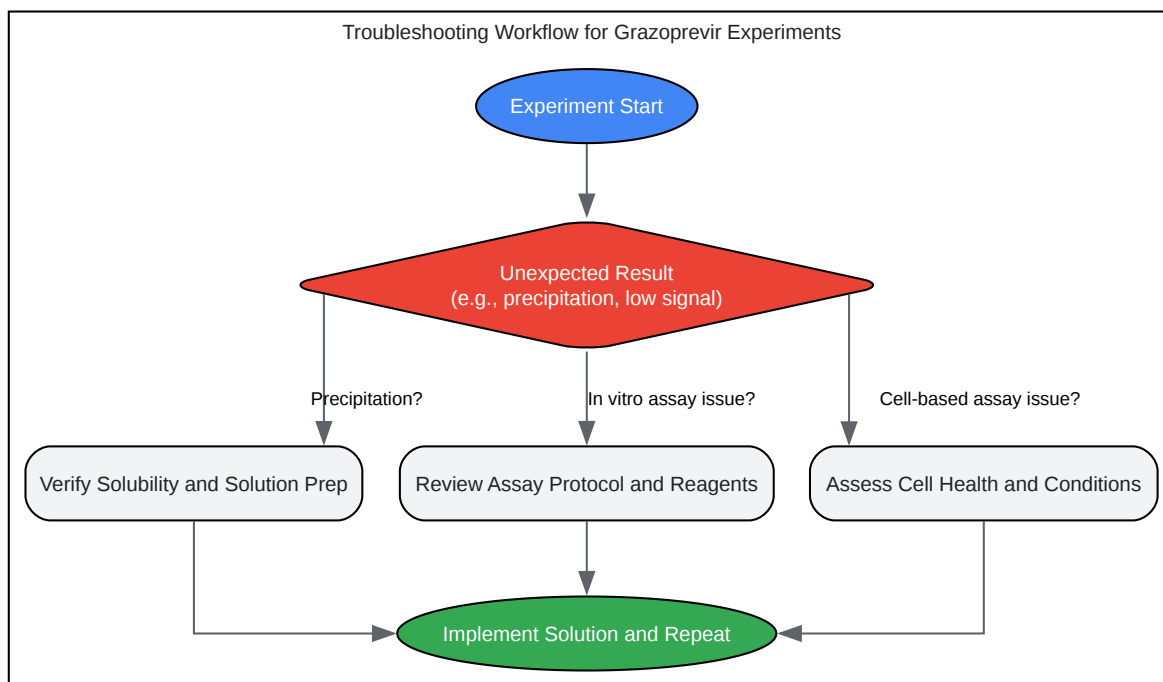 Troubleshooting Workflow for Grazoprevir Experiments
Experiment Start
Unexpected Result
(e.g., precipitation, low signal)
Precipitation?
In vitro assay issue?
Cell-based assay issue?
Verify Solubility and Solution Prep
Review Assay Protocol and Reagents
Assess Cell Health and Conditions
Implement Solution and Repeat